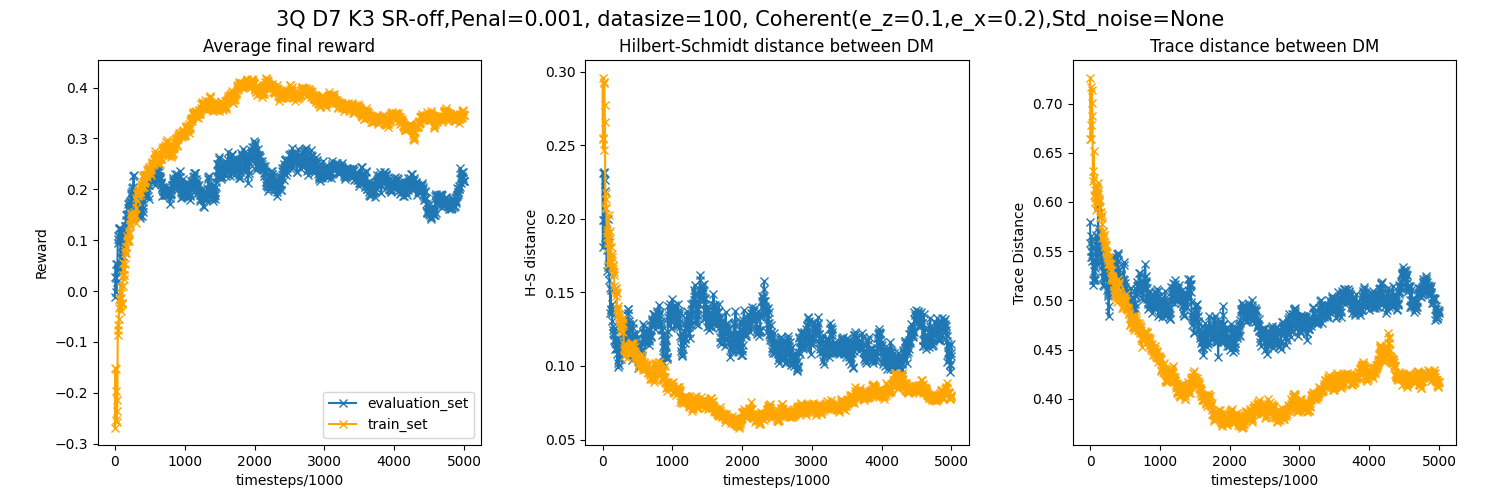 3Q D7 K3 SR-off,Penal=0.001, datasize=100, Coherent(e_z=0.1,e_x=0.2),Std_noise=None
Average final reward
Reward
0.4
0.3
0.2
0.1
0.0
−0.1
−0.2
−0.3
evaluation_set
train_set
0 1000 2000 3000 4000 5000
timesteps/1000
Hilbert-Schmidt distance between DM
H-S distance
0.30
0.25
0.20
0.15
0.10
0.05
0 1000 2000 3000 4000 5000
timesteps/1000
Trace distance between DM
Trace Distance
0.70
0.65
0.60
0.55
0.50
0.45
0.40
0 1000 2000 3000 4000 5000
timesteps/1000